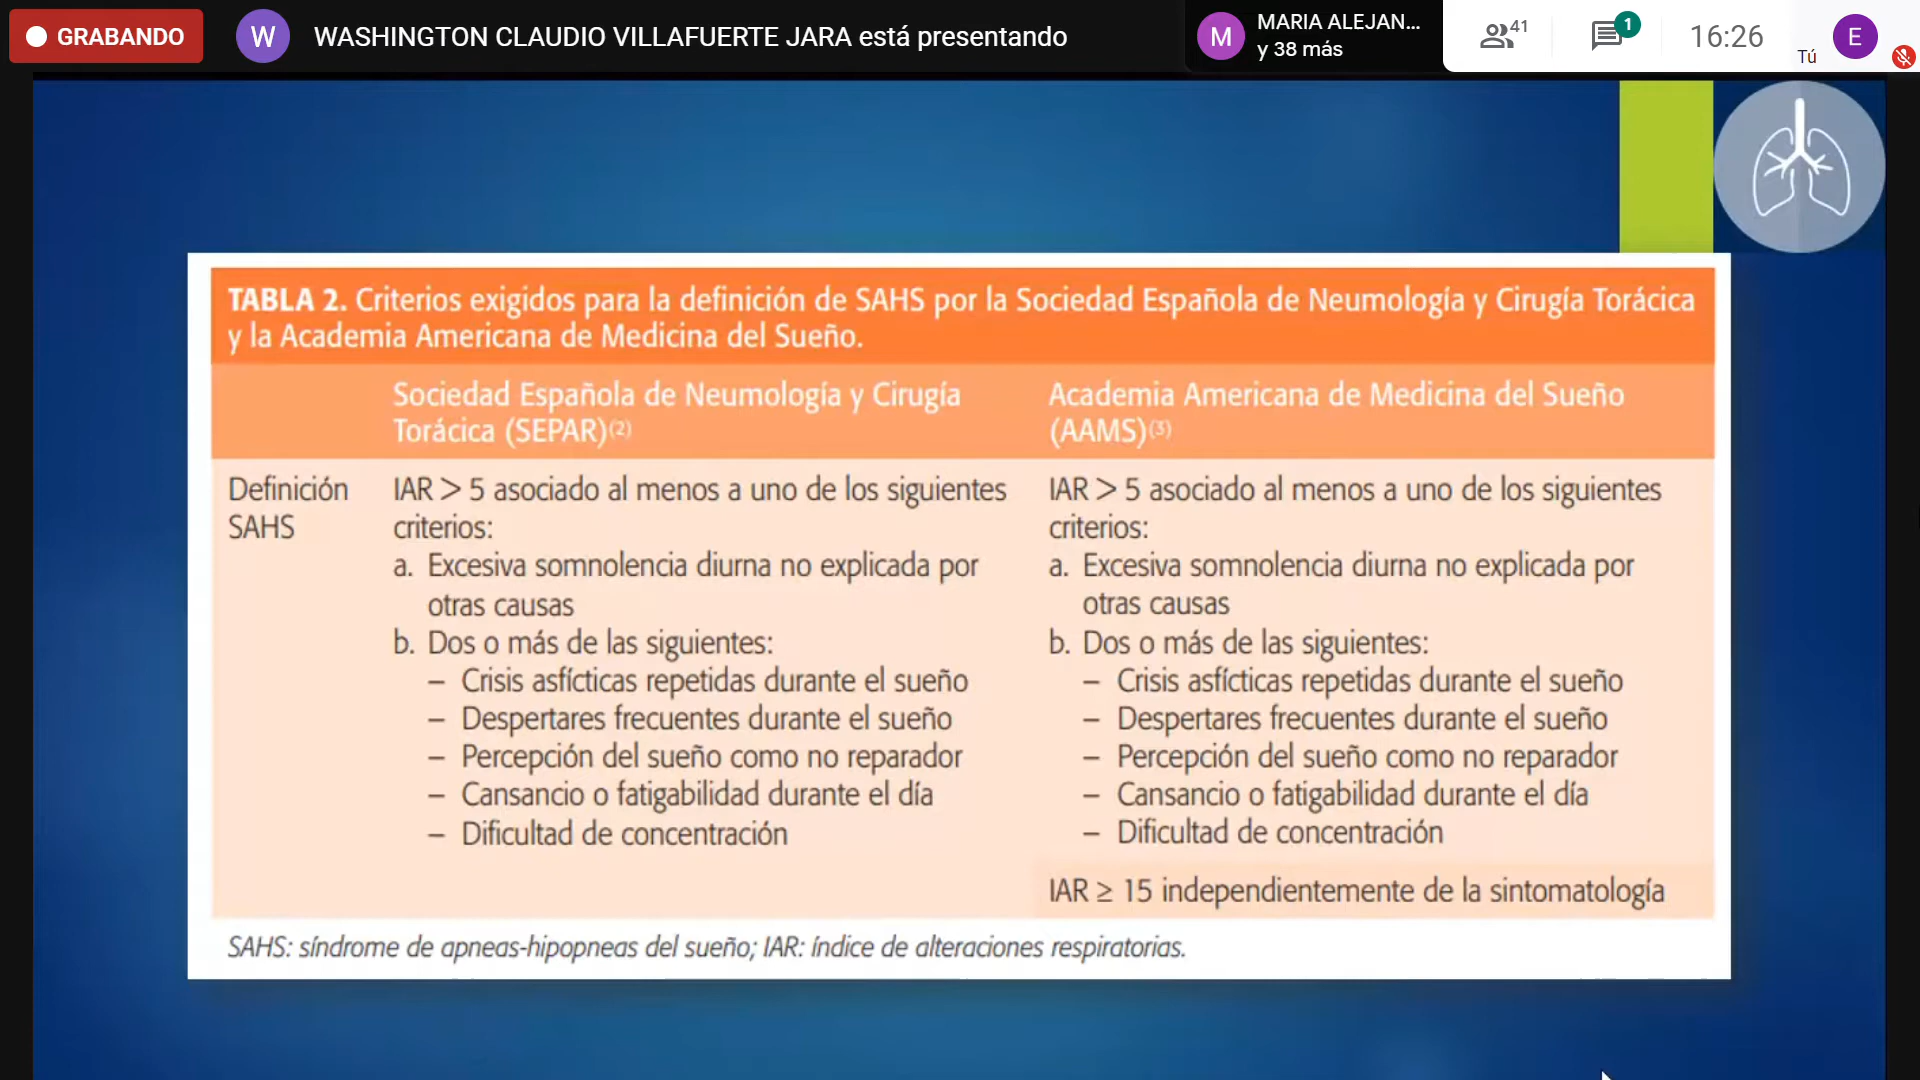 GRABANDO
W
WASHINGTON CLAUDIO VILLAFUERTE JARA está presentando
M
MARIA ALEJAN...
y 38 más
41
1
16:26
Tú
E
TABLA 2. Criterios exigidos para la definición de SAHS por la Sociedad Española de Neumología y Cirugía Torácica
y la Academia Americana de Medicina del Sueño.
Sociedad Española de Neumología y Cirugía
Torácica (SEPAR)(2)
Academia Americana de Medicina del Sueño
(AAMS)(3)
Definición
SAHS
IAR > 5 asociado al menos a uno de los siguientes
criterios:
a. Excesiva somnolencia diurna no explicada por
otras causas
b. Dos o más de las siguientes:
– Crisis asfícticas repetidas durante el sueño
– Despertares frecuentes durante el sueño
– Percepción del sueño como no reparador
– Cansancio o fatigabilidad durante el día
– Dificultad de concentración
IAR > 5 asociado al menos a uno de los siguientes
criterios:
a. Excesiva somnolencia diurna no explicada por
otras causas
b. Dos o más de las siguientes:
– Crisis asfícticas repetidas durante el sueño
– Despertares frecuentes durante el sueño
– Percepción del sueño como no reparador
– Cansancio o fatigabilidad durante el día
– Dificultad de concentración
IAR ≥ 15 independientemente de la sintomatología
SAHS: síndrome de apneas-hipopneas del sueño; IAR: índice de alteraciones respiratorias.